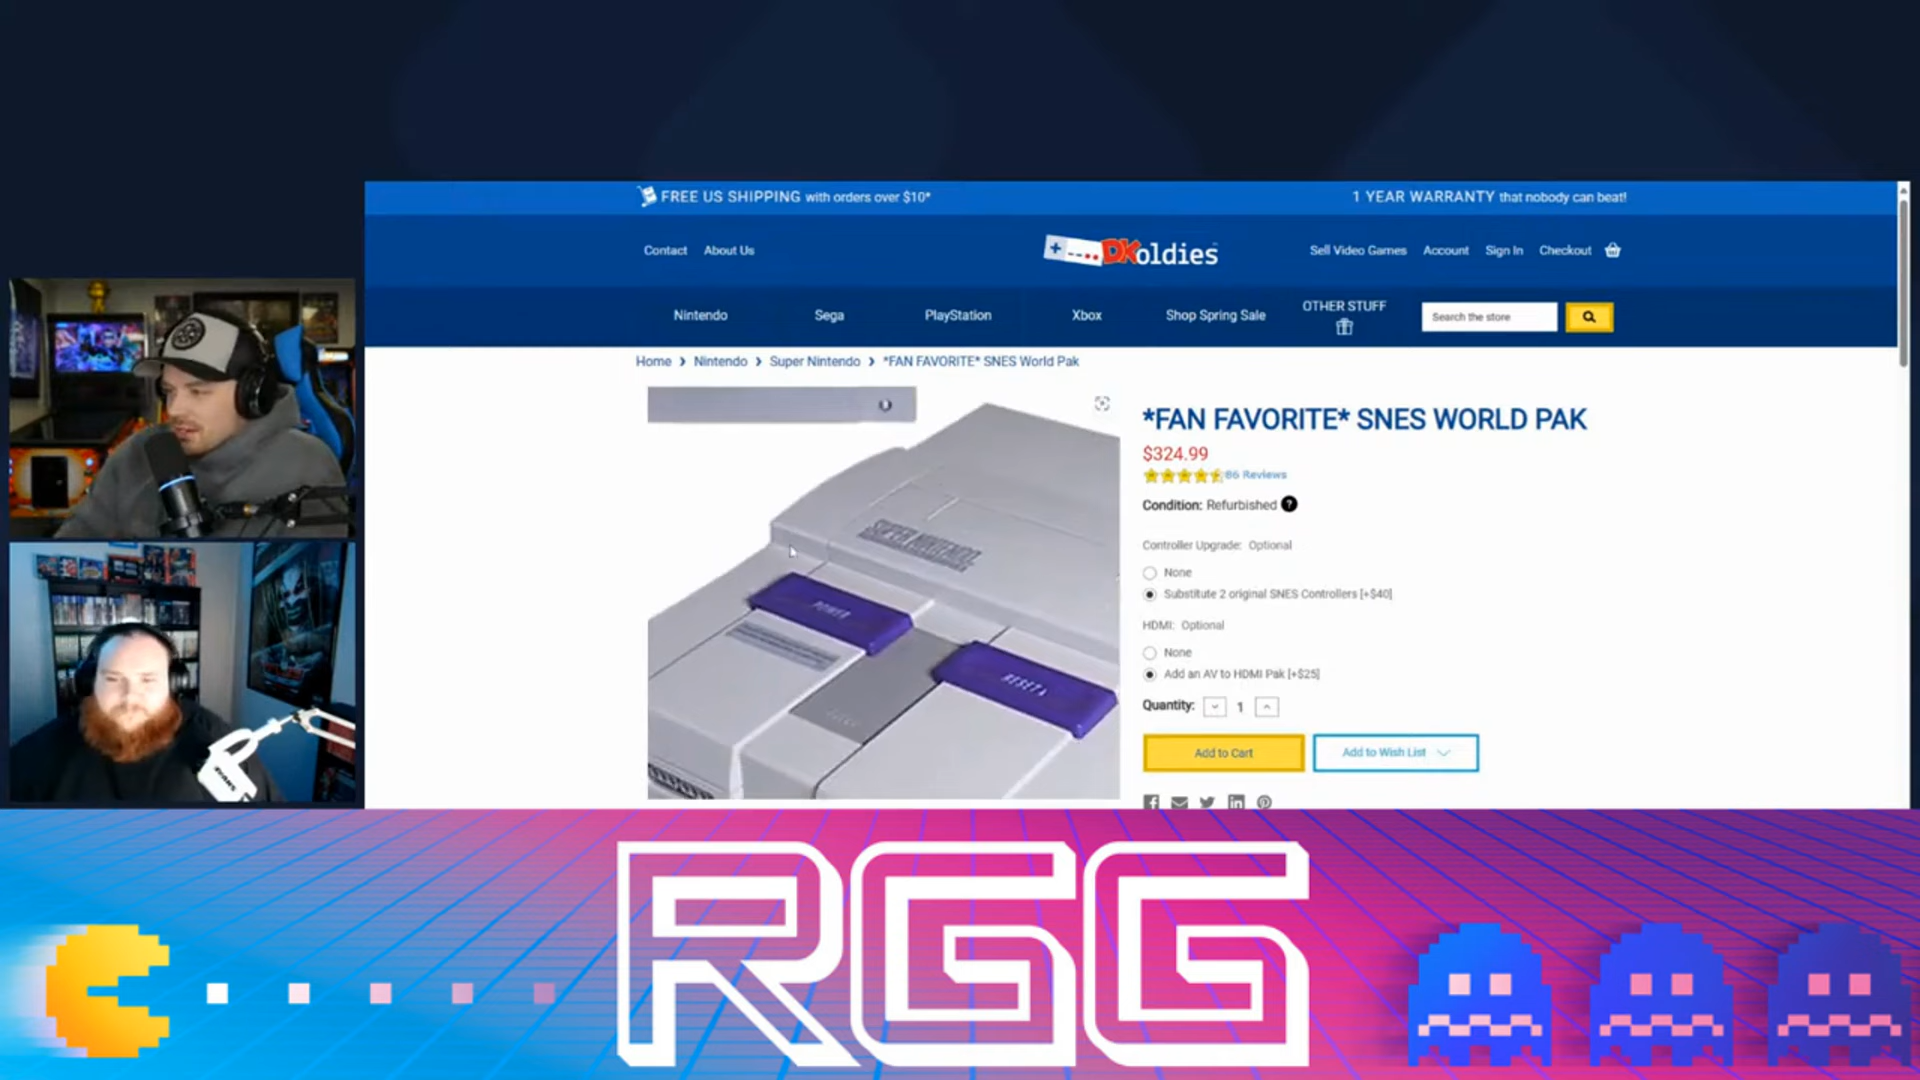 FREE US SHIPPING with orders over $10*
1 YEAR WARRANTY that nobody can beat!
Contact About Us
DKoldies
Sell Video Games Account Sign In Checkout
Nintendo Sega PlayStation Xbox Shop Spring Sale OTHER STUFF
Search the store
Home > Nintendo > Super Nintendo > *FAN FAVORITE* SNES World Pak
*FAN FAVORITE* SNES WORLD PAK
$324.99
86 Reviews
Condition: Refurbished ?
Controller Upgrade: Optional
None
Substitute 2 original SNES Controllers [+$40]
HDMI: Optional
None
Add an AV to HDMI Pak [+$25]
Quantity: 1
Add to Cart Add to Wish List
SUPER NINTENDO
POWER
RESET
RGG